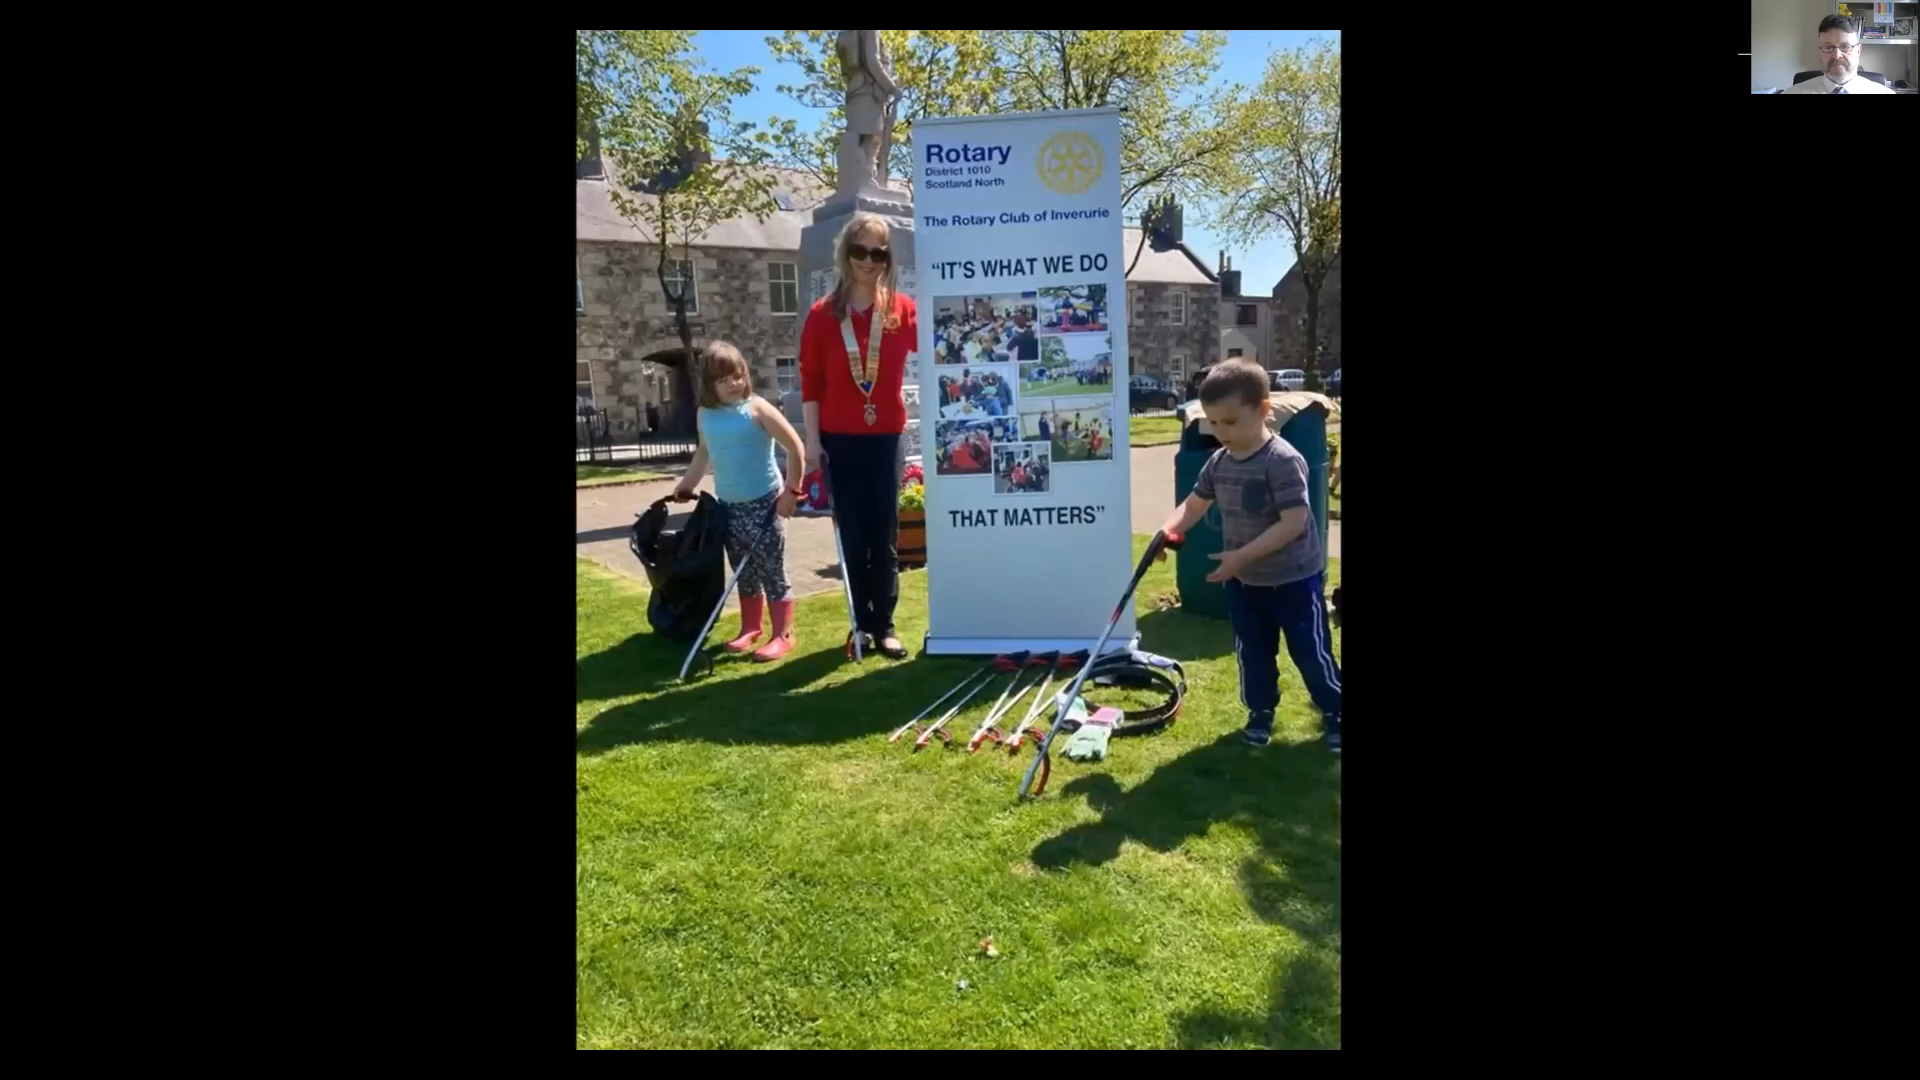 Rotary
District 1010
Scotland North
The Rotary Club of Inverurie
“IT'S WHAT WE DO
THAT MATTERS”